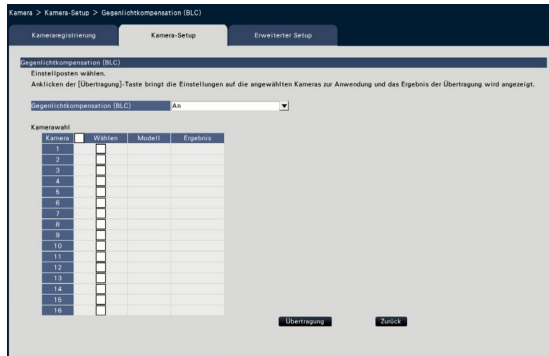 Kamera > Kamera-Setup > Gegenlichtkompensation (BLC)
Kameraregistrierung Kamera-Setup Erweiterter Setup
Gegenlichtkompensation (BLC)
Einstellposten wählen.
Anklicken der [Übertragung]-Taste bringt die Einstellungen auf die angewählten Kameras zur Anwendung und das Ergebnis der Übertragung wird angezeigt.
Gegenlichtkompensation (BLC) An
Kamerawahl
Kamera Wählen Modell Ergebnis
1
2
3
4
5
6
7
8
9
10
11
12
13
14
15
16
Übertragung Zurück